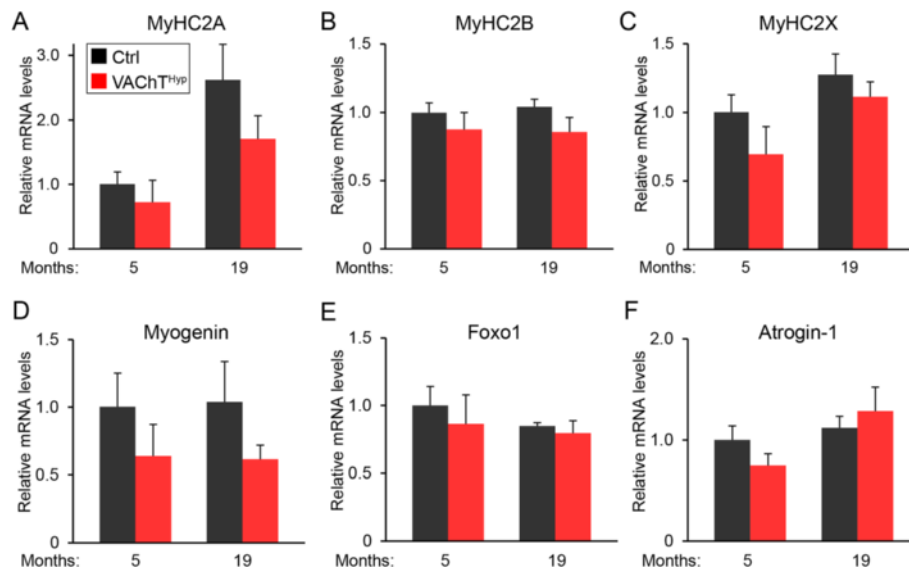 A
MyHC2A
Relative mRNA levels
3.0
2.0
1.0
0
Ctrl
VAChTᴴʸᵖ
Months:
5
19
B
MyHC2B
Relative mRNA levels
1.5
1.0
0.5
0
Months:
5
19
C
MyHC2X
Relative mRNA levels
1.5
1.0
0.5
0
Months:
5
19
D
Myogenin
Relative mRNA levels
1.5
1.0
0.5
0
Months:
5
19
E
Foxo1
Relative mRNA levels
1.5
1.0
0.5
0
Months:
5
19
F
Atrogin-1
Relative mRNA levels
2.0
1.0
0
Months:
5
19